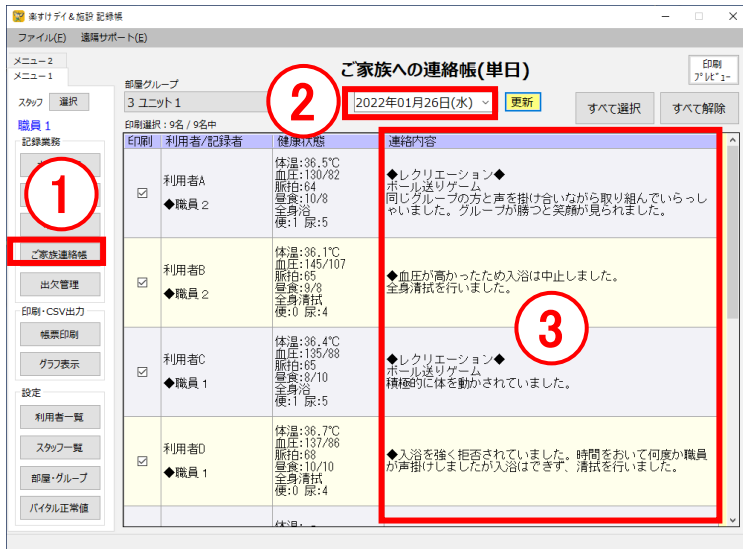 楽すけデイ&施設 記録帳
ファイル(F) 遠隔サポート(E)
メニュー2
メニュー1
ご家族への連絡帳(単日)
印刷
プレビュー
部屋グループ
スタッフ 選択
3 ユニット1
2022年01月26日(水)
更新
すべて選択
すべて解除
職員1
印刷選択:9名 / 9名中
記録業務
印刷 利用者/記録者 健康状態 連絡内容
利用者A
◆職員2
体温:36.5℃
血圧:130/82
脈拍:64
昼食:10/8
全身浴
便:1 尿:5
◆レクリエーション◆
ボール送りゲーム
同じグループの方と声を掛け合いながら取り組んでいらっし
ゃいました。グループが勝つと笑顔が見られました。
利用者B
◆職員2
体温:36.1℃
血圧:145/107
脈拍:65
昼食:9/8
全身清拭
便:0 尿:4
◆血圧が高かったため入浴は中止しました。
全身清拭を行いました。
利用者C
◆職員1
体温:36.4℃
血圧:135/88
脈拍:65
昼食:8/10
全身浴
便:1 尿:5
◆レクリエーション◆
ボール送りゲーム
積極的に体を動かされていました。
利用者D
◆職員1
体温:36.7℃
血圧:137/86
脈拍:68
昼食:10/10
全身清拭
便:0 尿:4
◆入浴を強く拒否されていました。時間をおいて何度か職員
が声掛けしましたが入浴はできず、清拭を行いました。
体温: -
ご家族連絡帳
出欠管理
印刷・CSV出力
帳票印刷
グラフ表示
設定
利用者一覧
スタッフ一覧
部屋・グループ
バイタル正常値
1
2
3